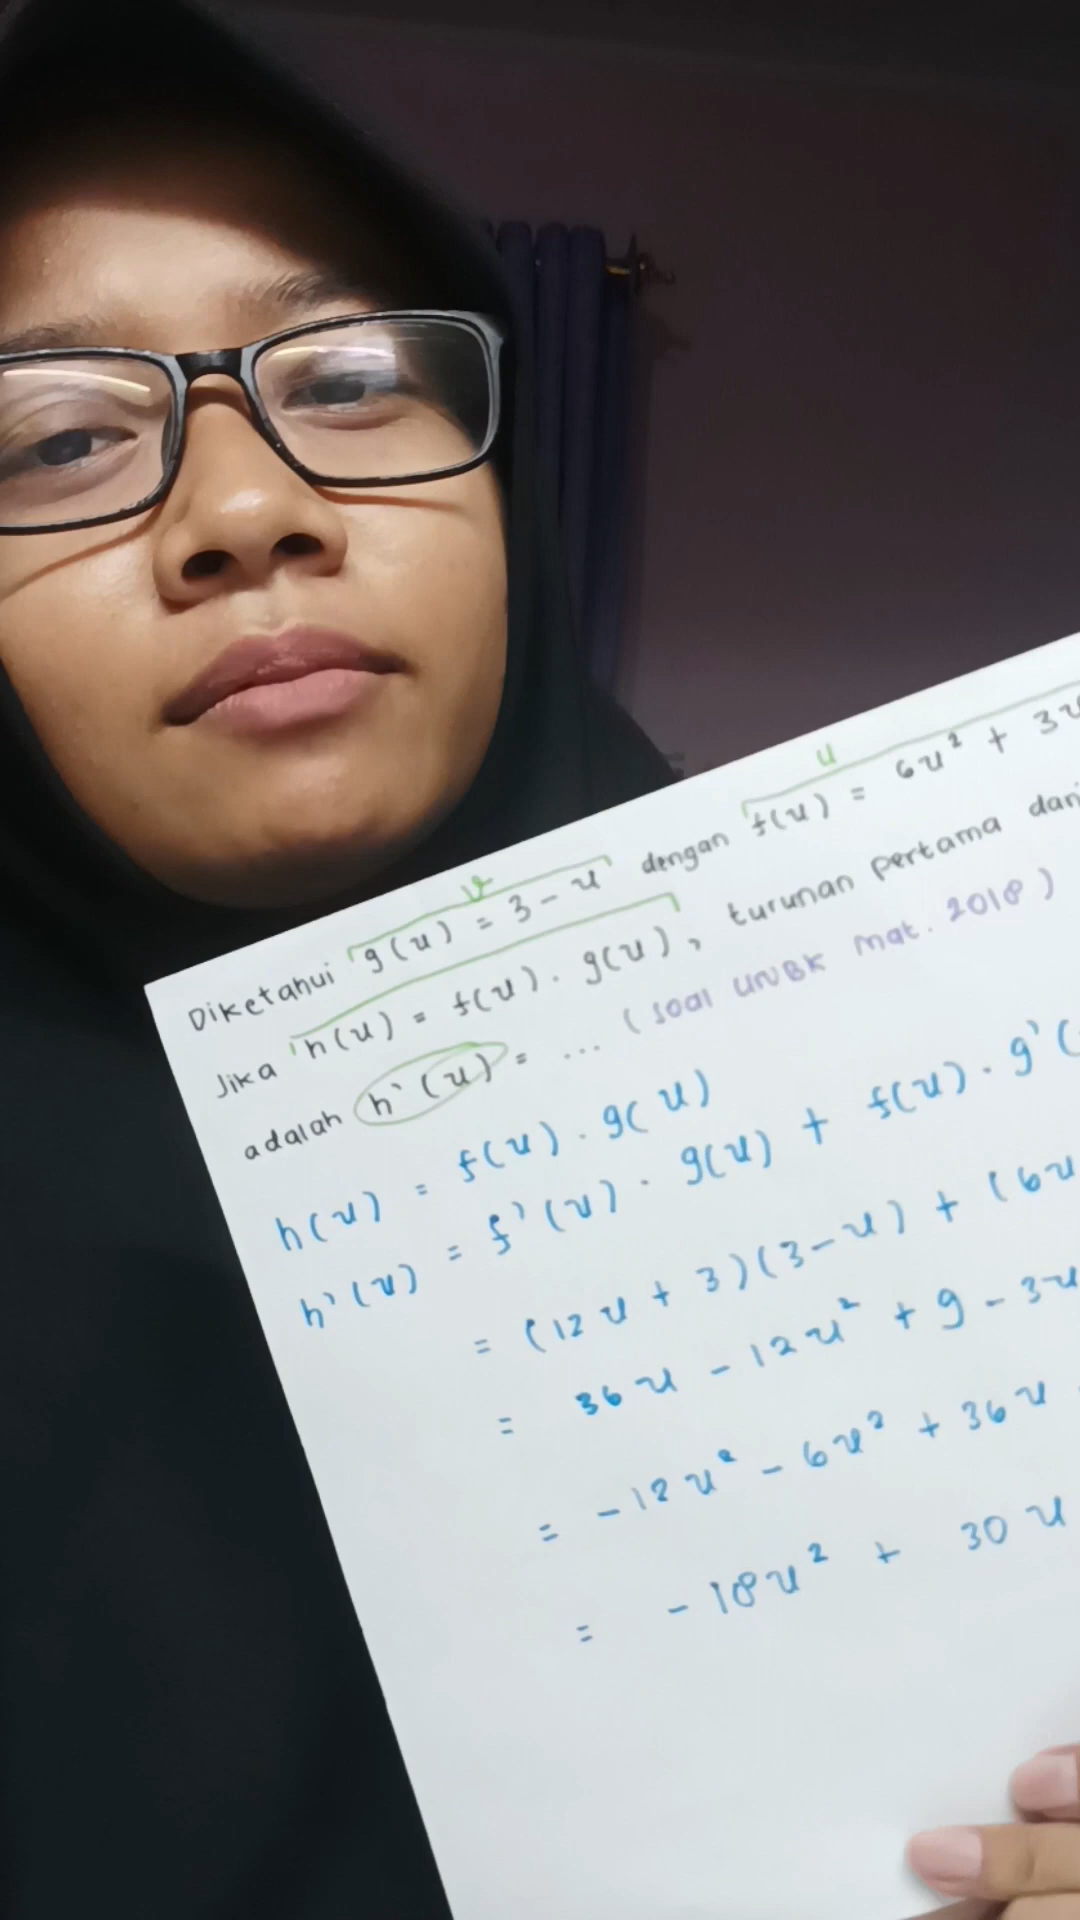 Diketahui g(x) = 3 - x dengan f(x) = 6x² + 3x
v u
Jika h(x) = f(x) . g(x), turunan pertama dari
adalah h'(x) = ... (soal UNBK Mat. 2018)
h(x) = f(x) . g(x)
h'(x) = f'(x) . g(x) + f(x) . g'(
= (12x + 3)(3-x) + (6x
= 36x - 12x² + 9 - 3x
= -12x² - 6x² + 36x
= -18x² + 30x